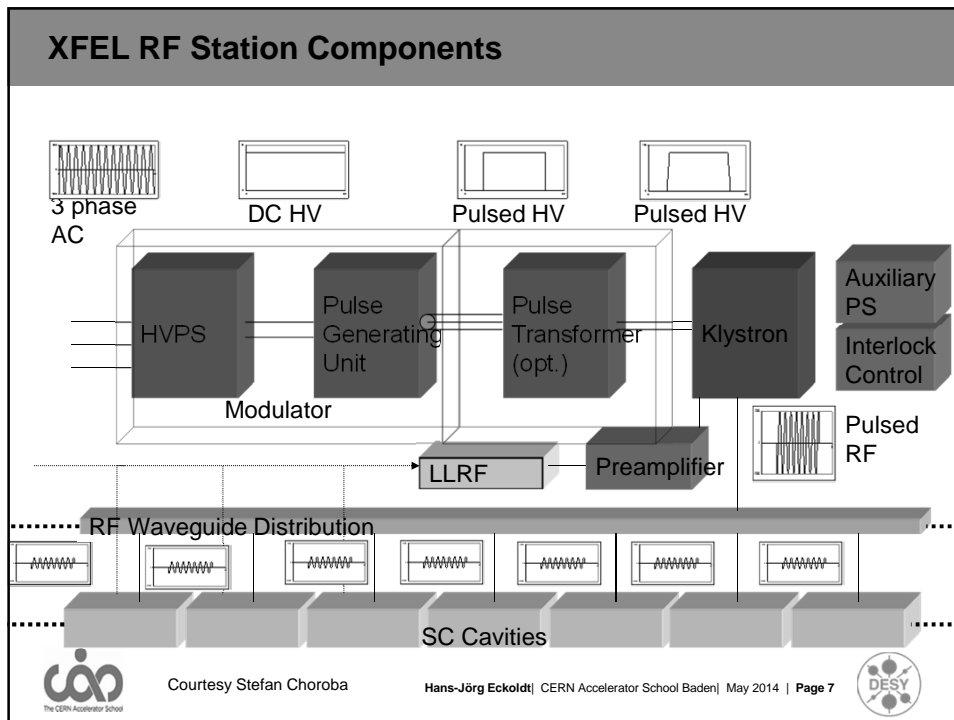 XFEL RF Station Components
3 phase
AC
DC HV
Pulsed HV
Pulsed HV
HVPS
Pulse
Generating
Unit
Pulse
Transformer
(opt.)
Klystron
Auxiliary
PS
Interlock
Control
Modulator
Pulsed
RF
LLRF
Preamplifier
RF Waveguide Distribution
SC Cavities
The CERN Accelerator School
Courtesy Stefan Choroba
Hans-Jörg Eckoldt| CERN Accelerator School Baden| May 2014 | Page 7
DESY